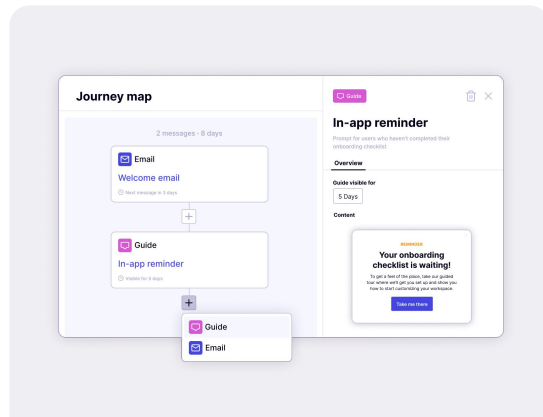 Journey map
2 messages - 8 days
Email
Welcome email
Next message in 3 days
Guide
In-app reminder
Visible for 5 days
Guide
Email
Guide
In-app reminder
Prompt for users who haven't completed their
onboarding checklist
Overview
Guide visible for
5 Days
Content
REMINDER
Your onboarding
checklist is waiting!
To get a feel of the place, take our guided
tour where we'll get you set up and show you
how to start customizing your workspace.
Take me there